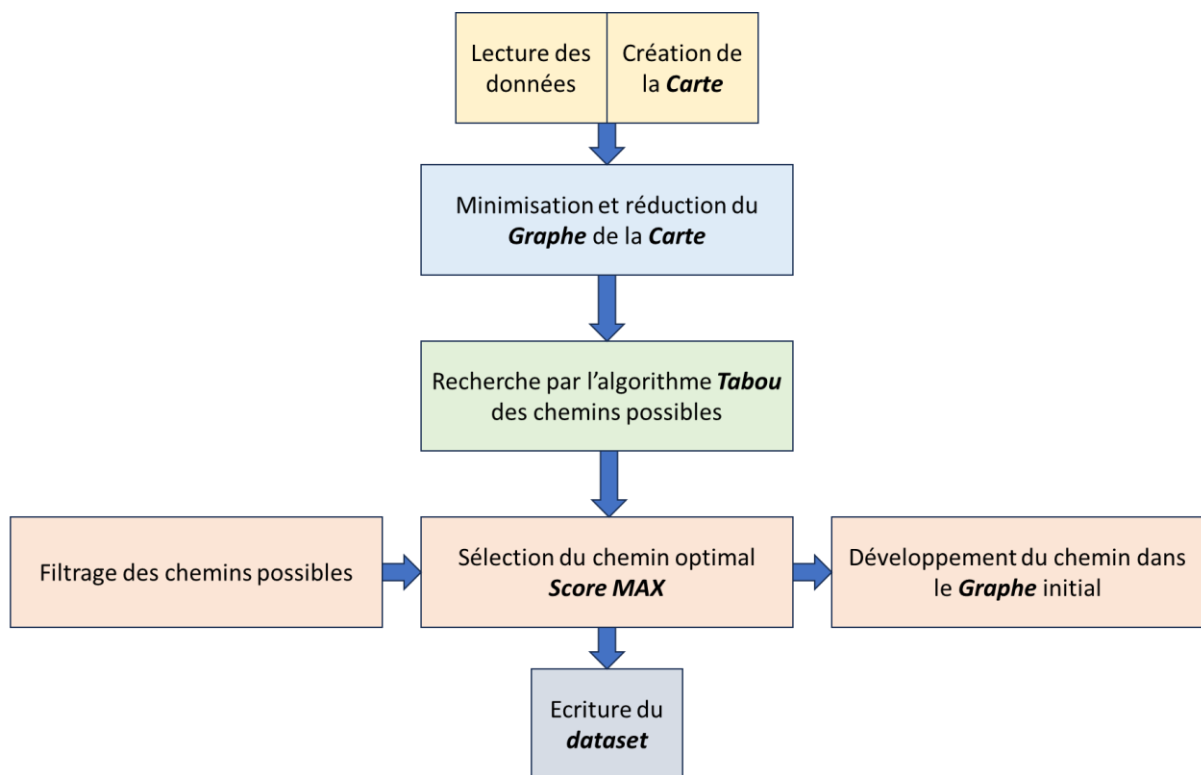 Lecture des
données
Création de
la Carte
Minimisation et réduction du
Graphe de la Carte
Recherche par l'algorithme Tabou
des chemins possibles
Filtrage des chemins possibles
Sélection du chemin optimal
Score MAX
Développement du chemin dans
le Graphe initial
Ecriture du
dataset